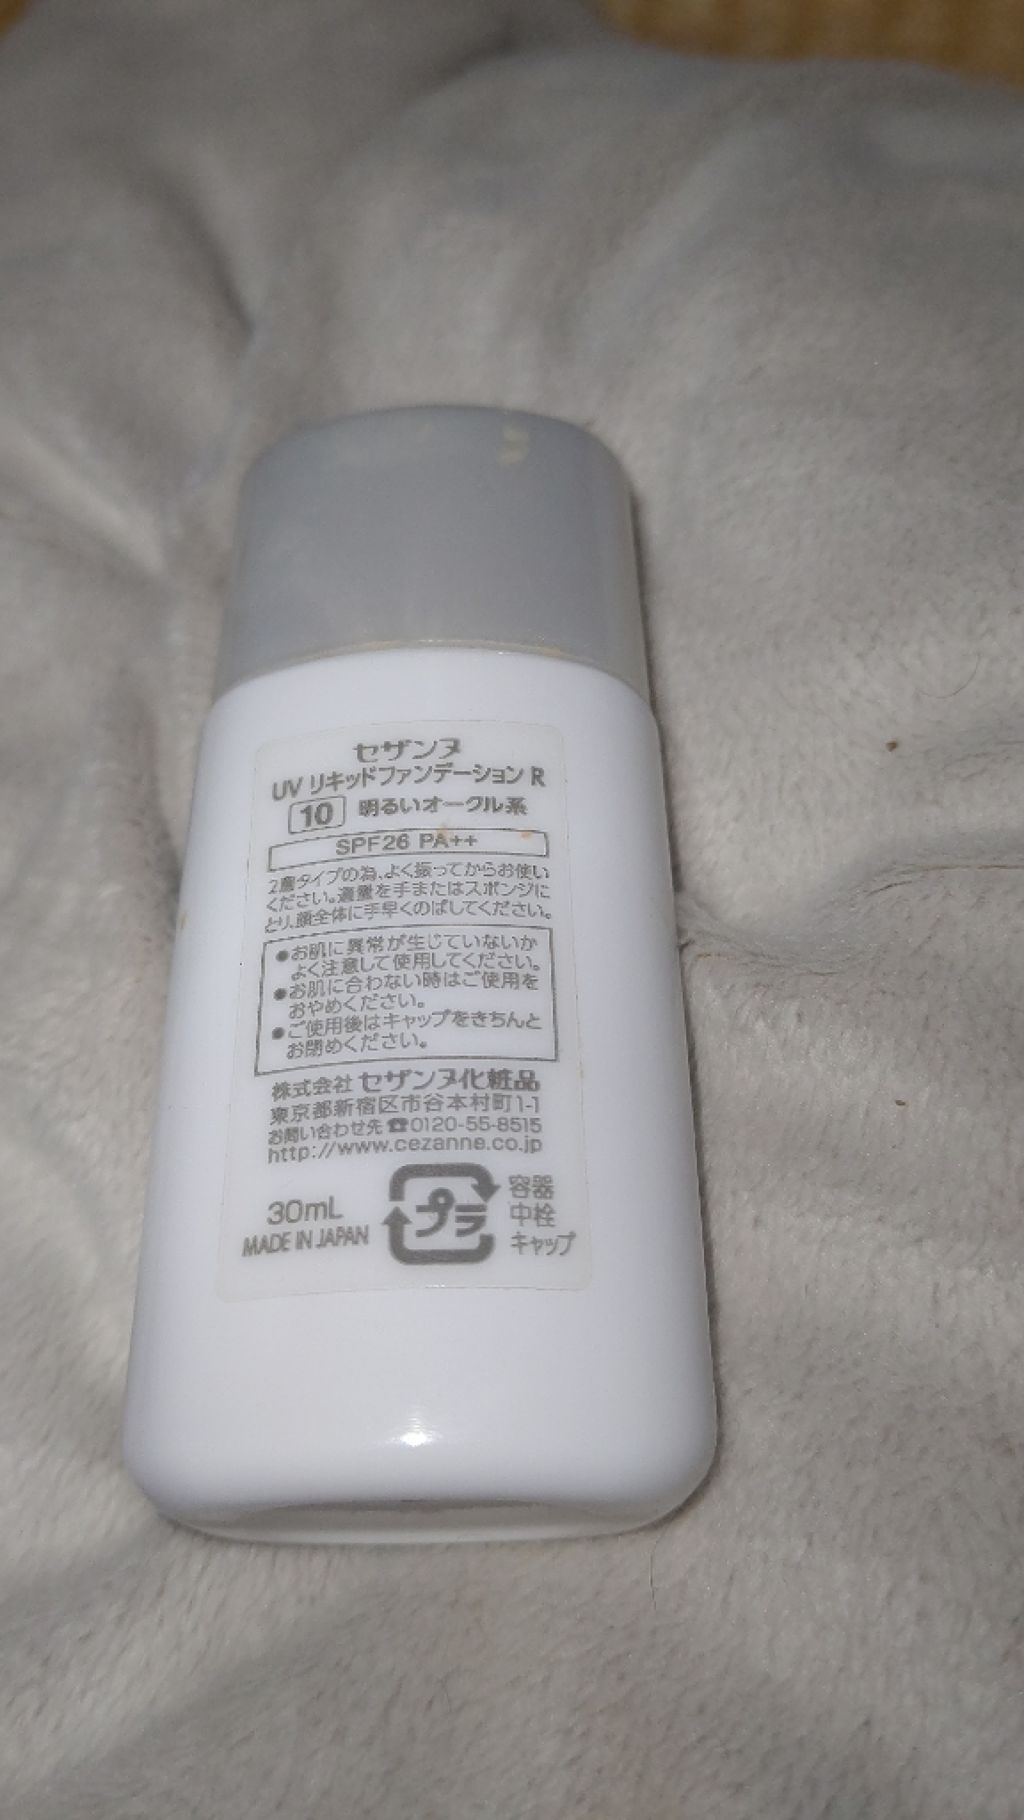 セザンヌ
UV リキッドファンデーション R
10 明るいオークル系
SPF26 PA++
2層タイプの為、よく振ってからお使い
ください。適量を手またはスポンジに
とり、顔全体に手早くのばしてください。
●お肌に異常が生じていないか
よく注意して使用してください。
●お肌に合わない時はご使用を
おやめください。
●ご使用後はキャップをきちんと
お閉めください。
株式会社 セザンヌ化粧品
東京都新宿区市谷本村町1-1
お問い合わせ先 ☎0120-55-8515
http://www.cezanne.co.jp
30mL
MADE IN JAPAN
プラ
容器
中栓
キャップ